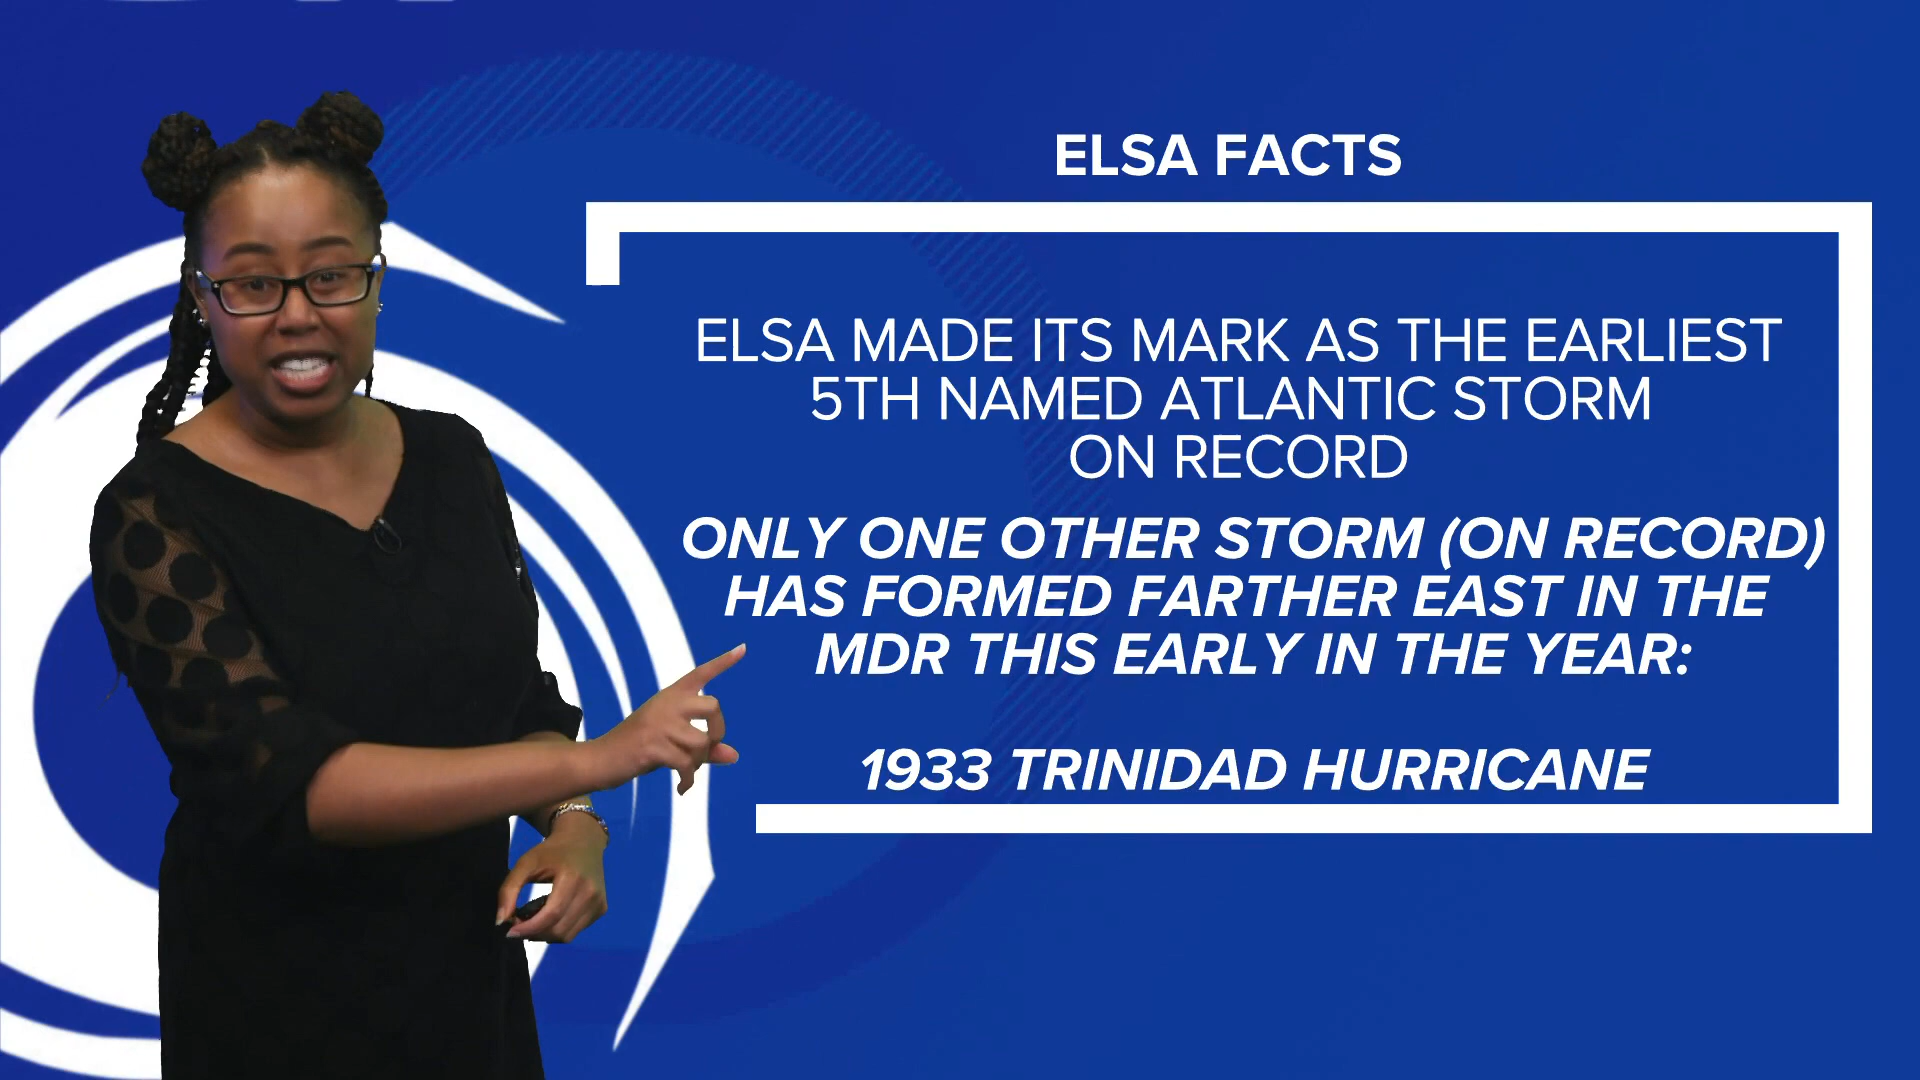 ELSA FACTS
ELSA MADE ITS MARK AS THE EARLIEST
5TH NAMED ATLANTIC STORM
ON RECORD
ONLY ONE OTHER STORM (ON RECORD)
HAS FORMED FARTHER EAST IN THE
MDR THIS EARLY IN THE YEAR:
1933 TRINIDAD HURRICANE